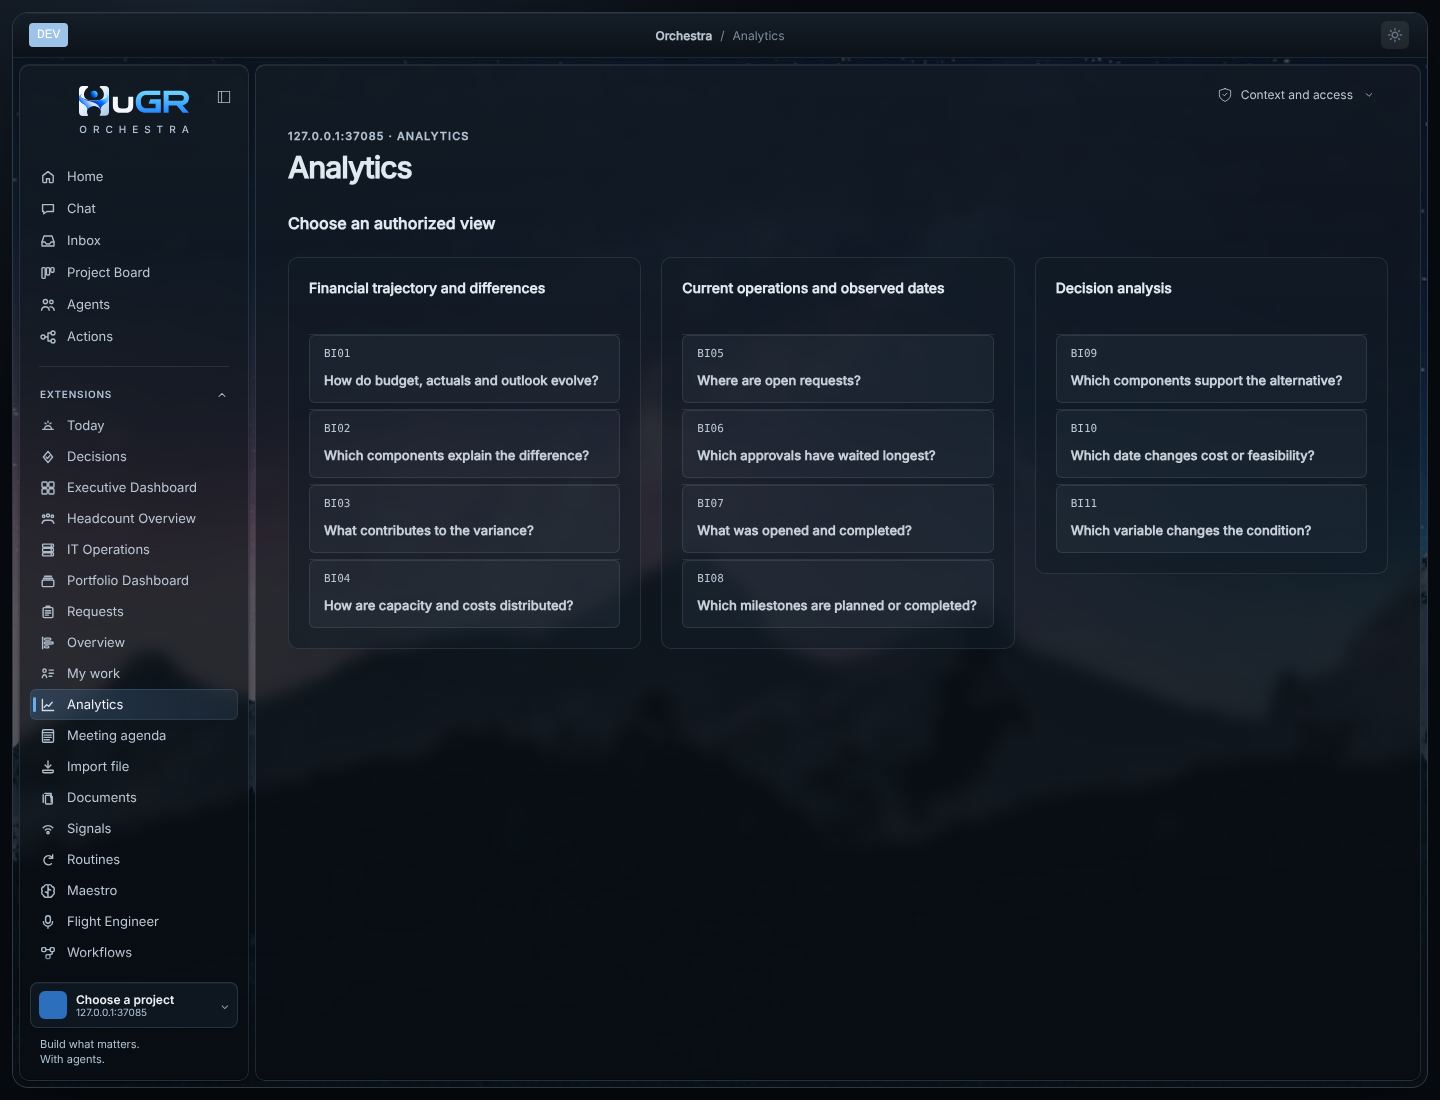 DEV
Orchestra / Analytics
HuGR
ORCHESTRA
Home
Chat
Inbox
Project Board
Agents
Actions
EXTENSIONS
Today
Decisions
Executive Dashboard
Headcount Overview
IT Operations
Portfolio Dashboard
Requests
Overview
My work
Analytics
Meeting agenda
Import file
Documents
Signals
Routines
Maestro
Flight Engineer
Workflows
Choose a project
127.0.0.1:37085
Build what matters.
With agents.
Context and access
127.0.0.1:37085 · ANALYTICS
Analytics
Choose an authorized view
Financial trajectory and differences
BI01
How do budget, actuals and outlook evolve?
BI02
Which components explain the difference?
BI03
What contributes to the variance?
BI04
How are capacity and costs distributed?
Current operations and observed dates
BI05
Where are open requests?
BI06
Which approvals have waited longest?
BI07
What was opened and completed?
BI08
Which milestones are planned or completed?
Decision analysis
BI09
Which components support the alternative?
BI10
Which date changes cost or feasibility?
BI11
Which variable changes the condition?